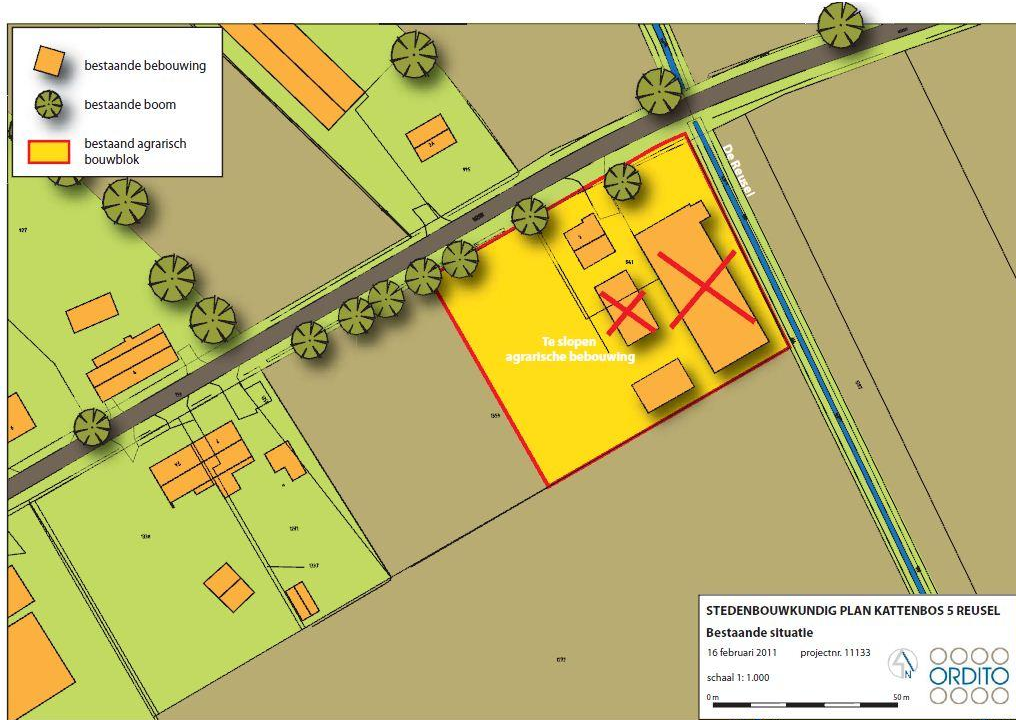 bestaande bebouwing
bestaande boom
bestaand agrarisch
bouwblok
De Reusel
Te slopen
agrarische bebouwing
STEDENBOUWKUNDIG PLAN KATTENBOS 5 REUSEL
Bestaande situatie
16 februari 2011 projectnr. 11133
schaal 1: 1.000
N
ORDITO
0 m 50 m